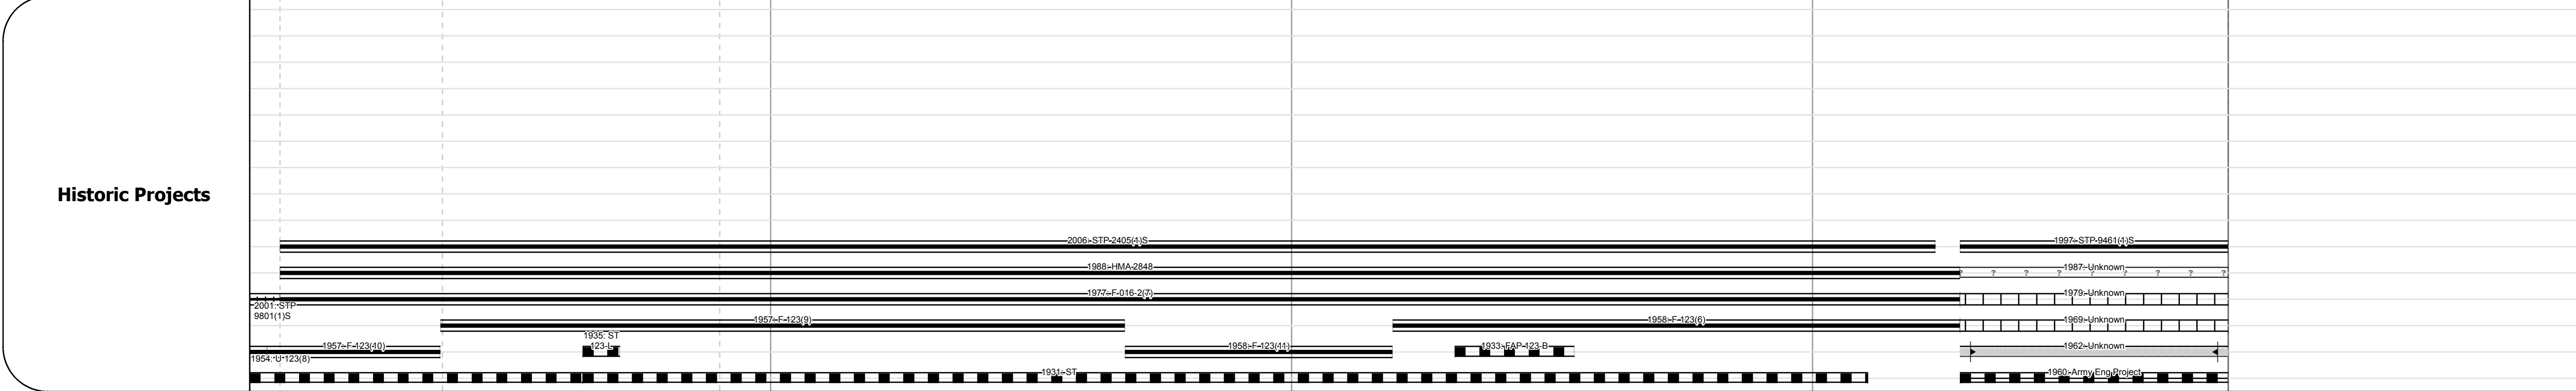 Historic Projects
2006: STP-2405(1)S
1997: STP-9461(1)S
1988: HMA-2848
1987: Unknown
? ? ? ? ? ? ? ? ?
1977: F-016-2(7)
1979: Unknown
2001: STP
9801(1)S
1957: F-123(9)
1958: F-123(6)
1969: Unknown
1935: ST
123-L
1957: F-123(10)
1958: F-123(11)
1933: FAP-123-B
1962: Unknown
1954: U-123(8)
1931: ST
1960: Army Eng Project